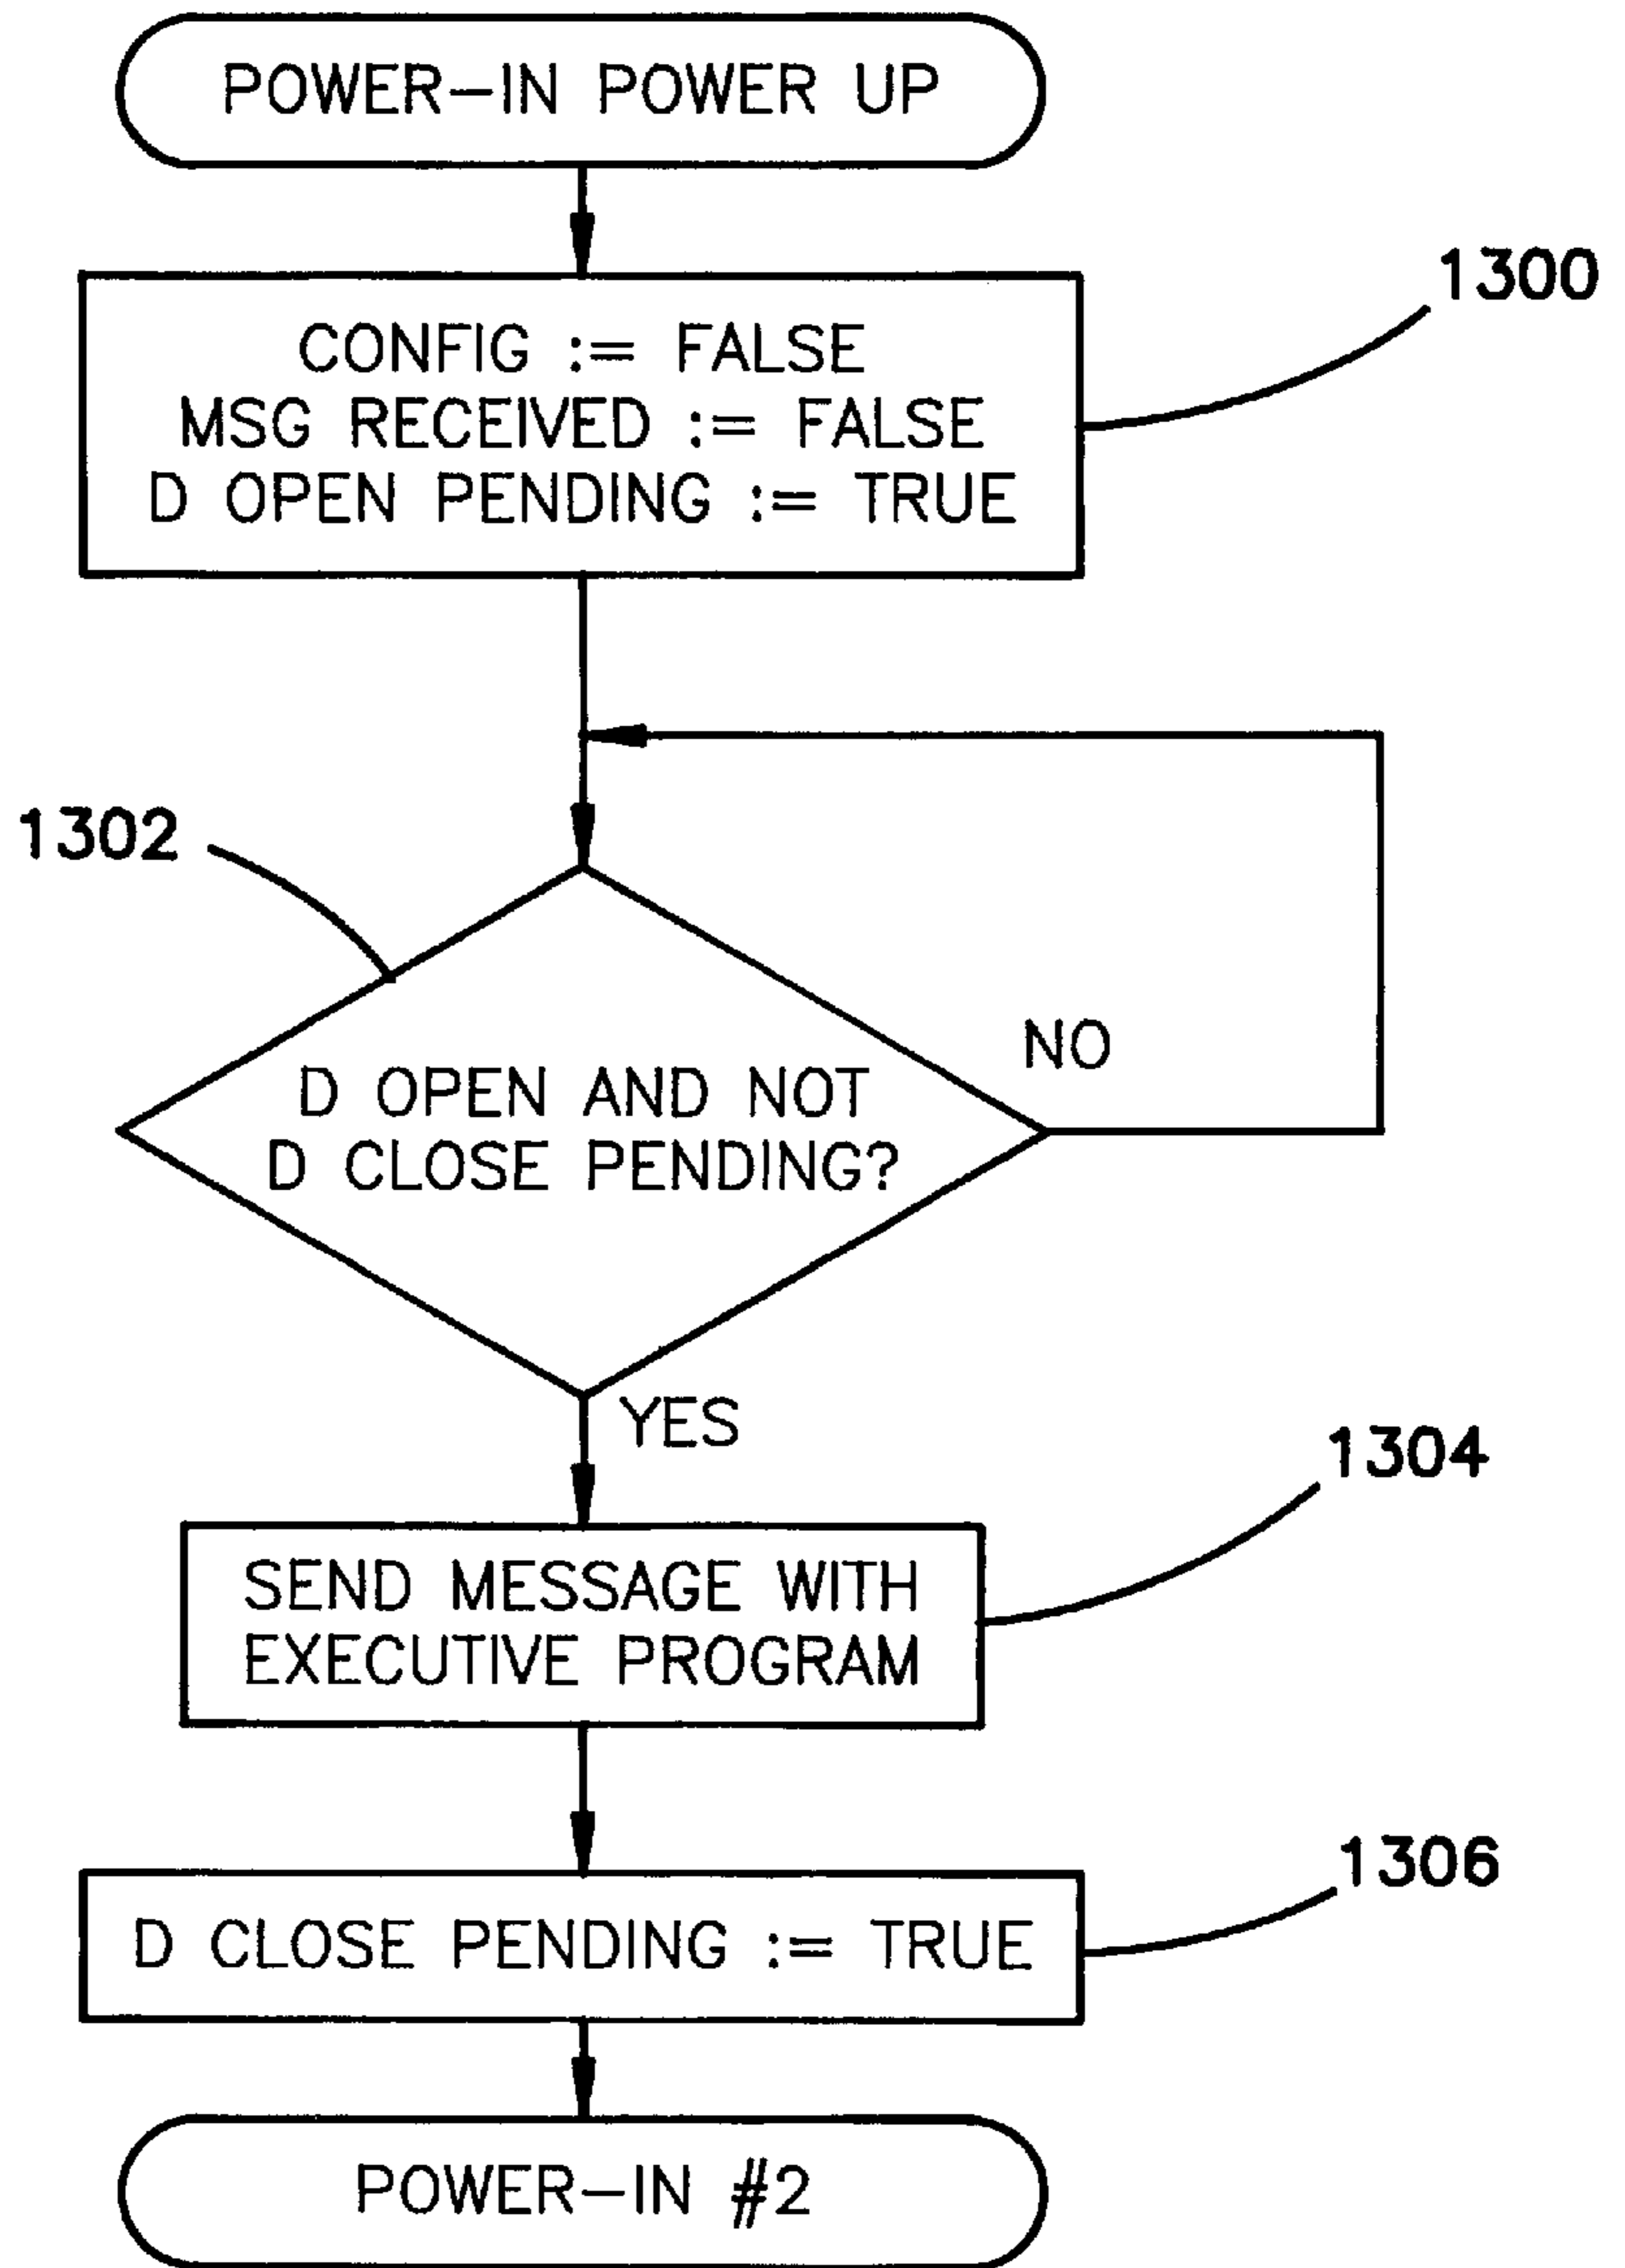 POWER-IN POWER UP
1300
CONFIG := FALSE
MSG RECEIVED := FALSE
D OPEN PENDING := TRUE
1302
NO
D OPEN AND NOT
D CLOSE PENDING?
YES
1304
SEND MESSAGE WITH
EXECUTIVE PROGRAM
1306
D CLOSE PENDING := TRUE
POWER-IN #2